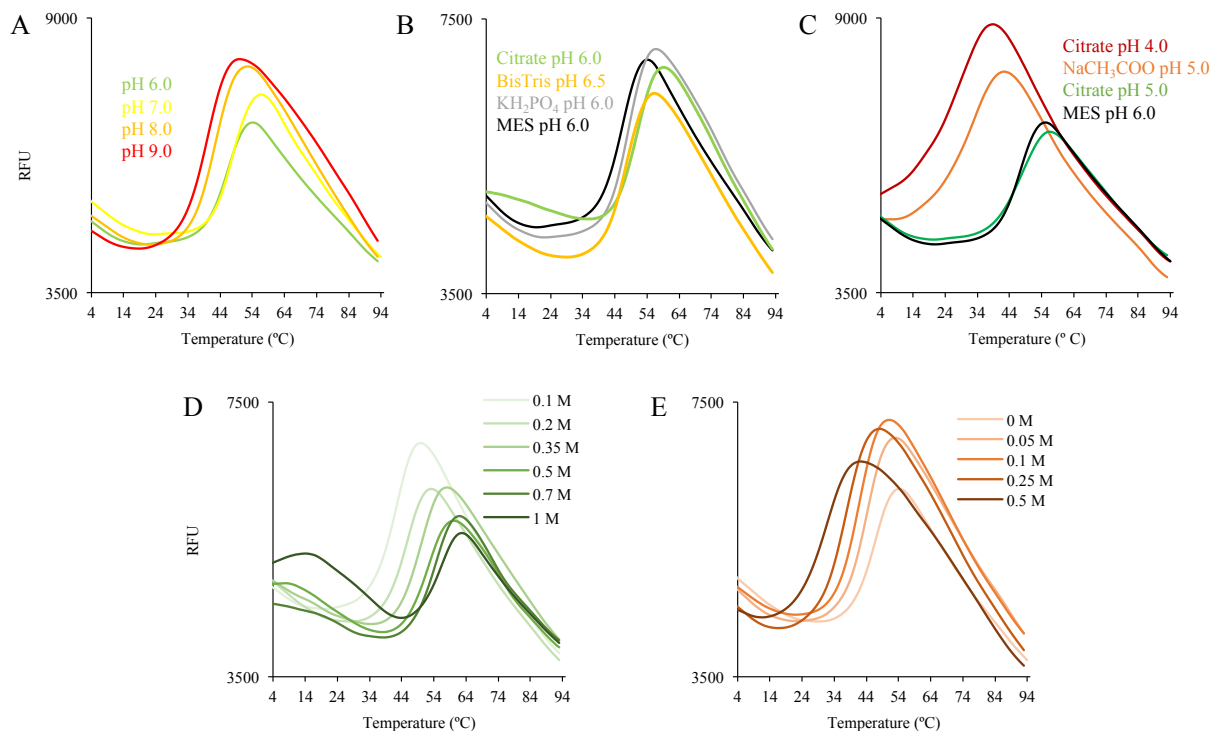 A
9000
RFU
3500
pH 6.0
pH 7.0
pH 8.0
pH 9.0
4 14 24 34 44 54 64 74 84 94
Temperature (ºC)
B
7500
3500
Citrate pH 6.0
BisTris pH 6.5
KH₂PO₄ pH 6.0
MES pH 6.0
4 14 24 34 44 54 64 74 84 94
Temperature (ºC)
C
9000
3500
Citrate pH 4.0
NaCH₃COO pH 5.0
Citrate pH 5.0
MES pH 6.0
4 14 24 34 44 54 64 74 84 94
Temperature (º C)
D
7500
RFU
3500
0.1 M
0.2 M
0.35 M
0.5 M
0.7 M
1 M
4 14 24 34 44 54 64 74 84 94
Temperature (ºC)
E
7500
3500
0 M
0.05 M
0.1 M
0.25 M
0.5 M
4 14 24 34 44 54 64 74 84 94
Temperature (ºC)